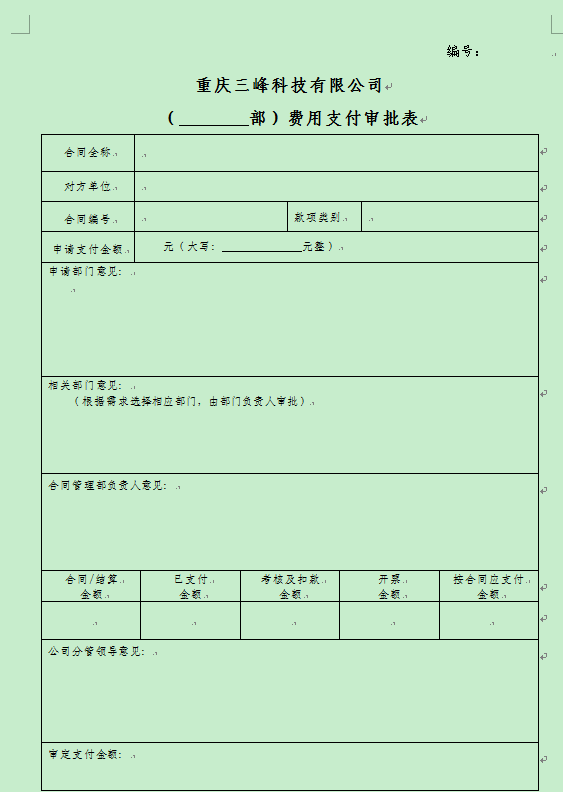 编号：
重庆三峰科技有限公司
（________部）费用支付审批表
合同全称
对方单位
合同编号 款项类别
申请支付金额 元（大写：____________元整）
申请部门意见：
相关部门意见：
（根据需求选择相应部门，由部门负责人审批）
合同管理部负责人意见：
合同/结算 已支付 考核及扣款 开票 按合同应支付
金额 金额 金额 金额 金额
公司分管领导意见：
审定支付金额：